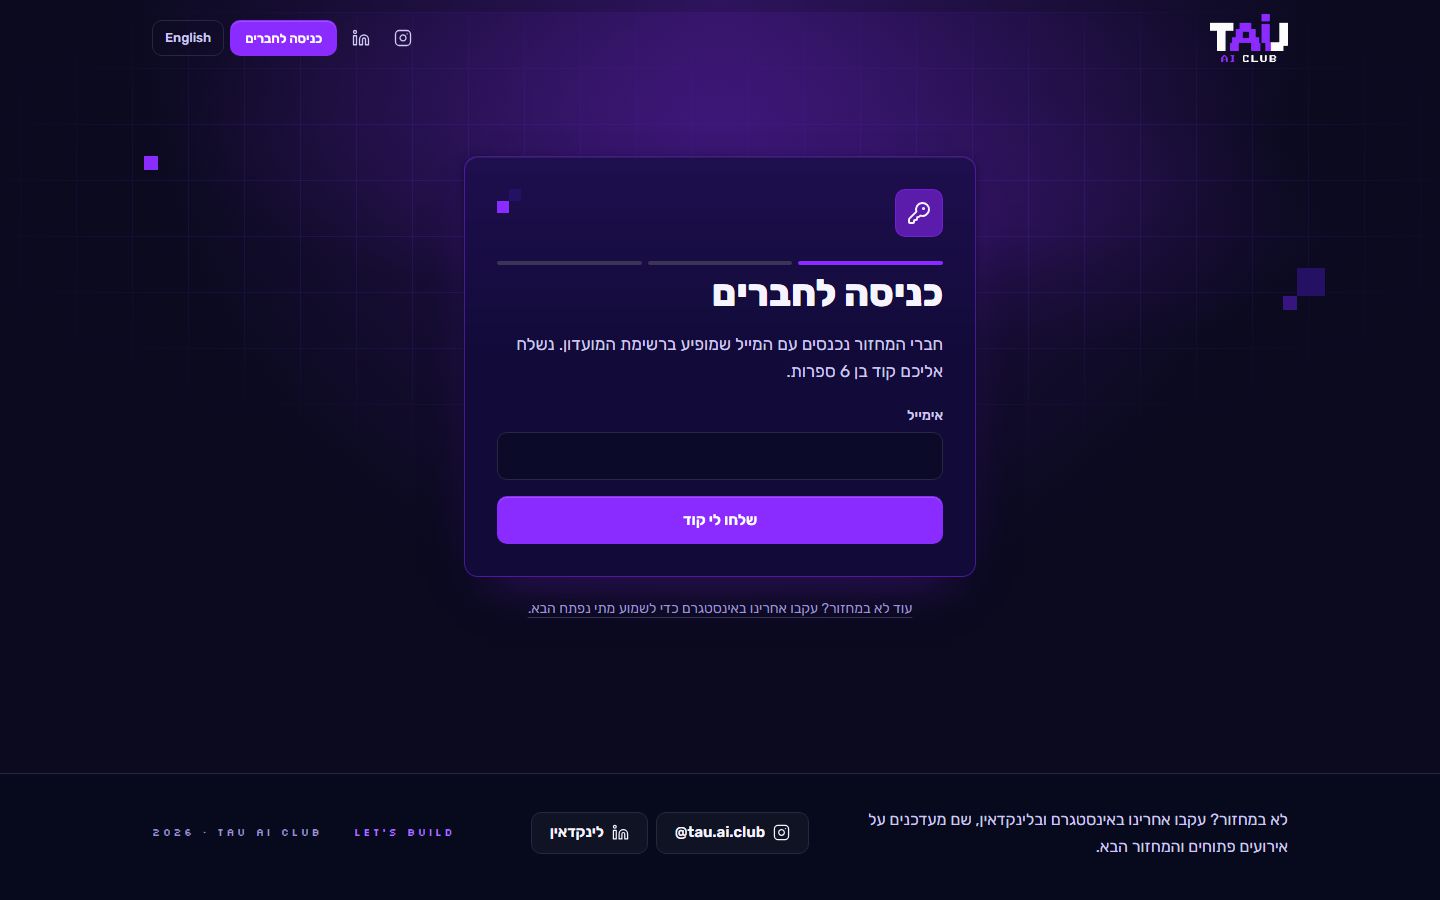 TAU
AI CLUB
כניסה לחברים
English
כניסה לחברים
חברי המחזור נכנסים עם המייל שמופיע ברשימת המועדון. נשלח
אליכם קוד בן 6 ספרות.
אימייל
שלחו לי קוד
עוד לא במחזור? עקבו אחרינו באינסטגרם כדי לשמוע מתי נפתח הבא.
לא במחזור? עקבו אחרינו באינסטגרם ובלינקדאין, שם מעדכנים על
אירועים פתוחים והמחזור הבא.
@tau.ai.club
לינקדאין
LET'S BUILD
2026 · TAU AI CLUB